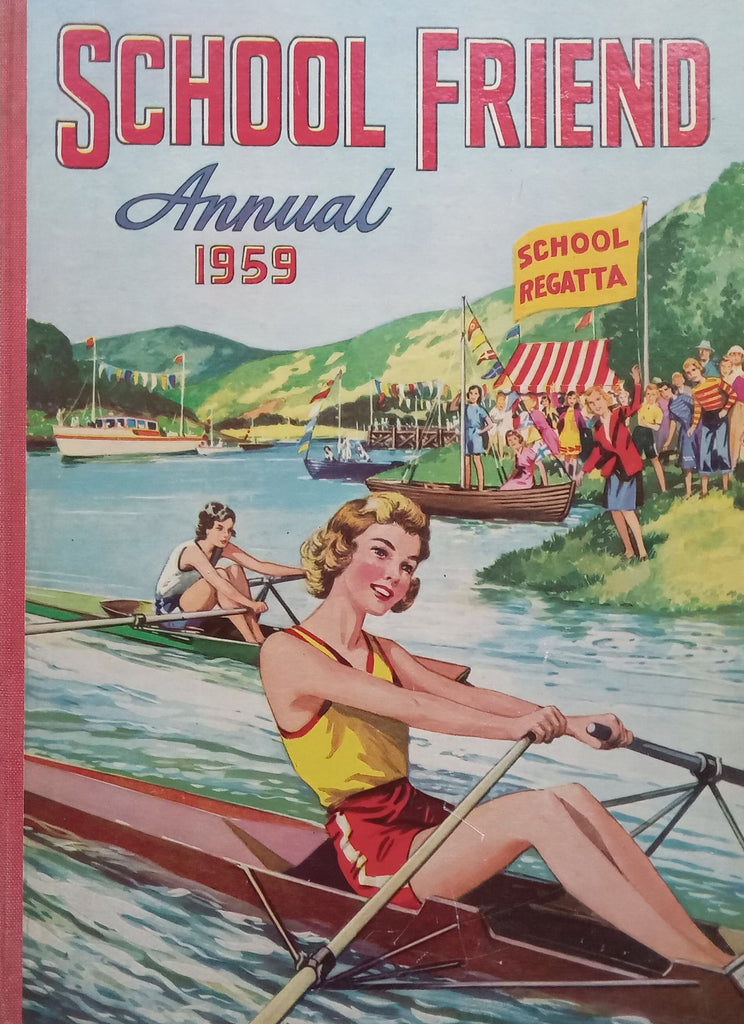 SCHOOL FRIEND
Annual
1959
SCHOOL
REGATTA